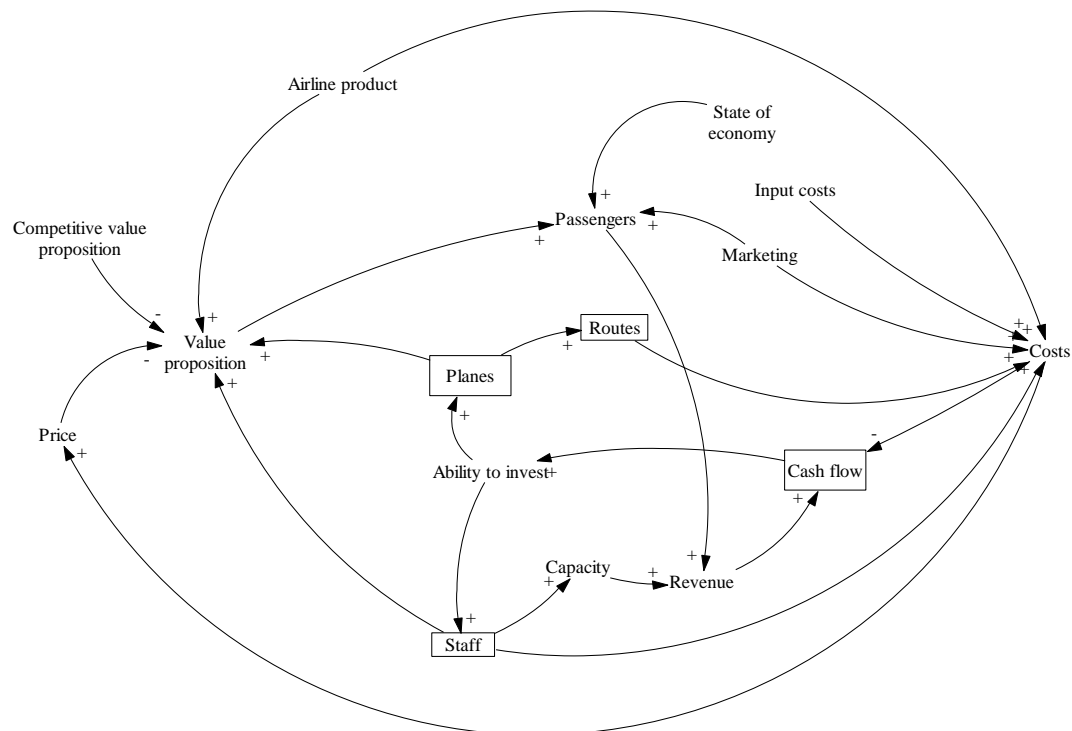 Airline product
State of
economy
Input costs
+
Passengers
+
+
Competitive value
proposition
Marketing
-
+
+
+
+
Routes
Value
proposition
-
+
+
+
+
Costs
+
Planes
+
-
Price
+
Ability to invest
+
Cash flow
+
+
Capacity
+
+
Revenue
+
Staff